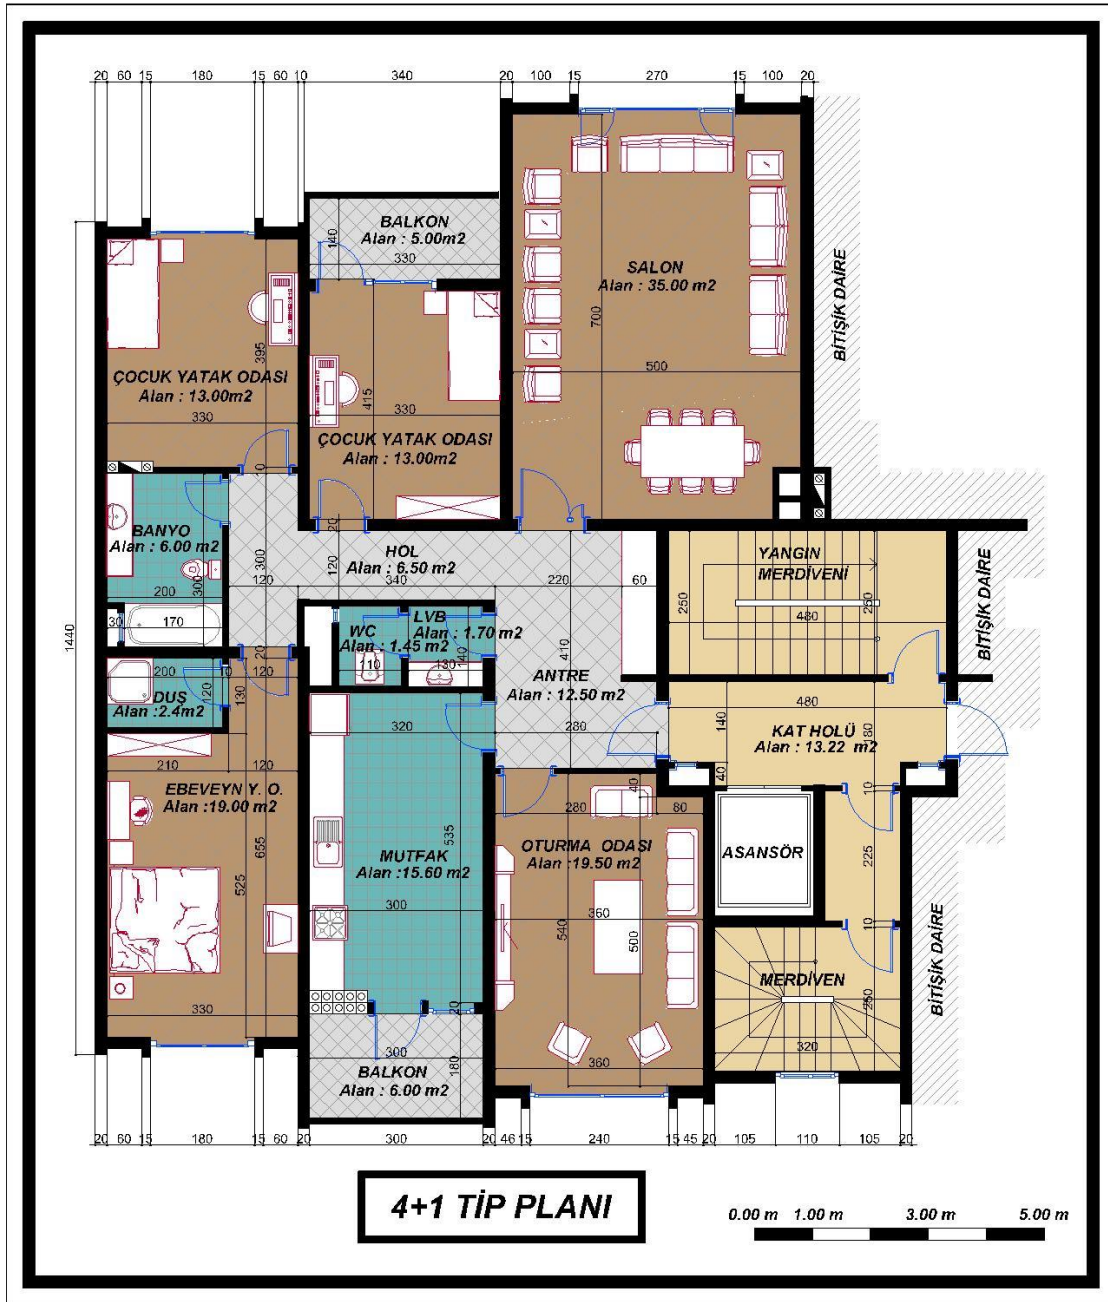 20 60 15 180 15 60 10 340 20 100 15 270 15 100 20
BALKON
Alan : 5.00m2
140
330
SALON
Alan : 35.00 m2
700
500
BİTİŞİK DAİRE
ÇOCUK YATAK ODASI
Alan : 13.00m2
395
330
10
415
330
ÇOCUK YATAK ODASI
Alan : 13.00m2
20
BANYO
Alan : 6.00 m2
300
200
30
170
300
120
20
HOL
Alan : 6.50 m2
120
340
220
60
YANGIN
MERDİVENİ
250
480
260
BİTİŞİK DAİRE
1440
WC
Alan : 1.45 m2
110
LVB
Alan : 1.70 m2
140
130
410
ANTRE
Alan : 12.50 m2
280
200
10
120
120
130
DUŞ
Alan : 2.4m2
480
140
180
40
KAT HOLÜ
Alan : 13.22 m2
10
210
120
EBEVEYN Y. O.
Alan :19.00 m2
655
525
330
320
MUTFAK
Alan :15.60 m2
535
300
20
40
280
80
OTURMA ODASI
Alan :19.50 m2
360
540
500
360
ASANSÖR
225
10
MERDİVEN
250
320
BİTİŞİK DAİRE
300
180
BALKON
Alan : 6.00 m2
20 60 15 180 15 60 20 300 20 46 15 240 15 45 20 105 110 105 20
4+1 TİP PLANI
0.00 m 1.00 m 3.00 m 5.00 m